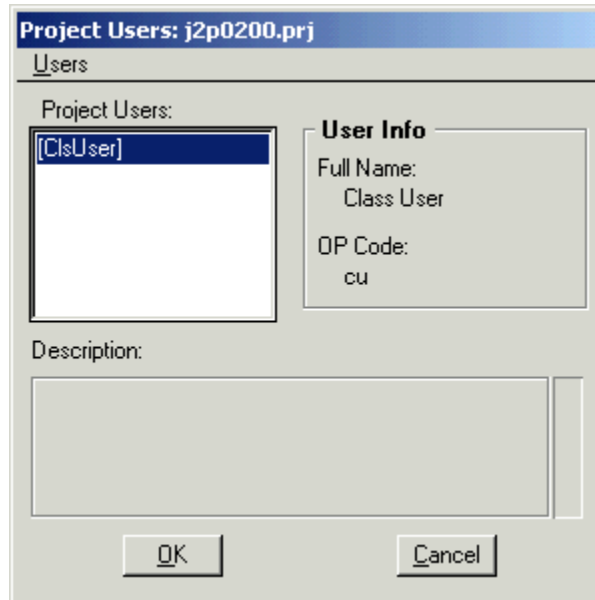 Project Users: j2p0200.prj
Users
Project Users:
[ClsUser]
User Info
Full Name:
Class User
OP Code:
cu
Description:
OK
Cancel